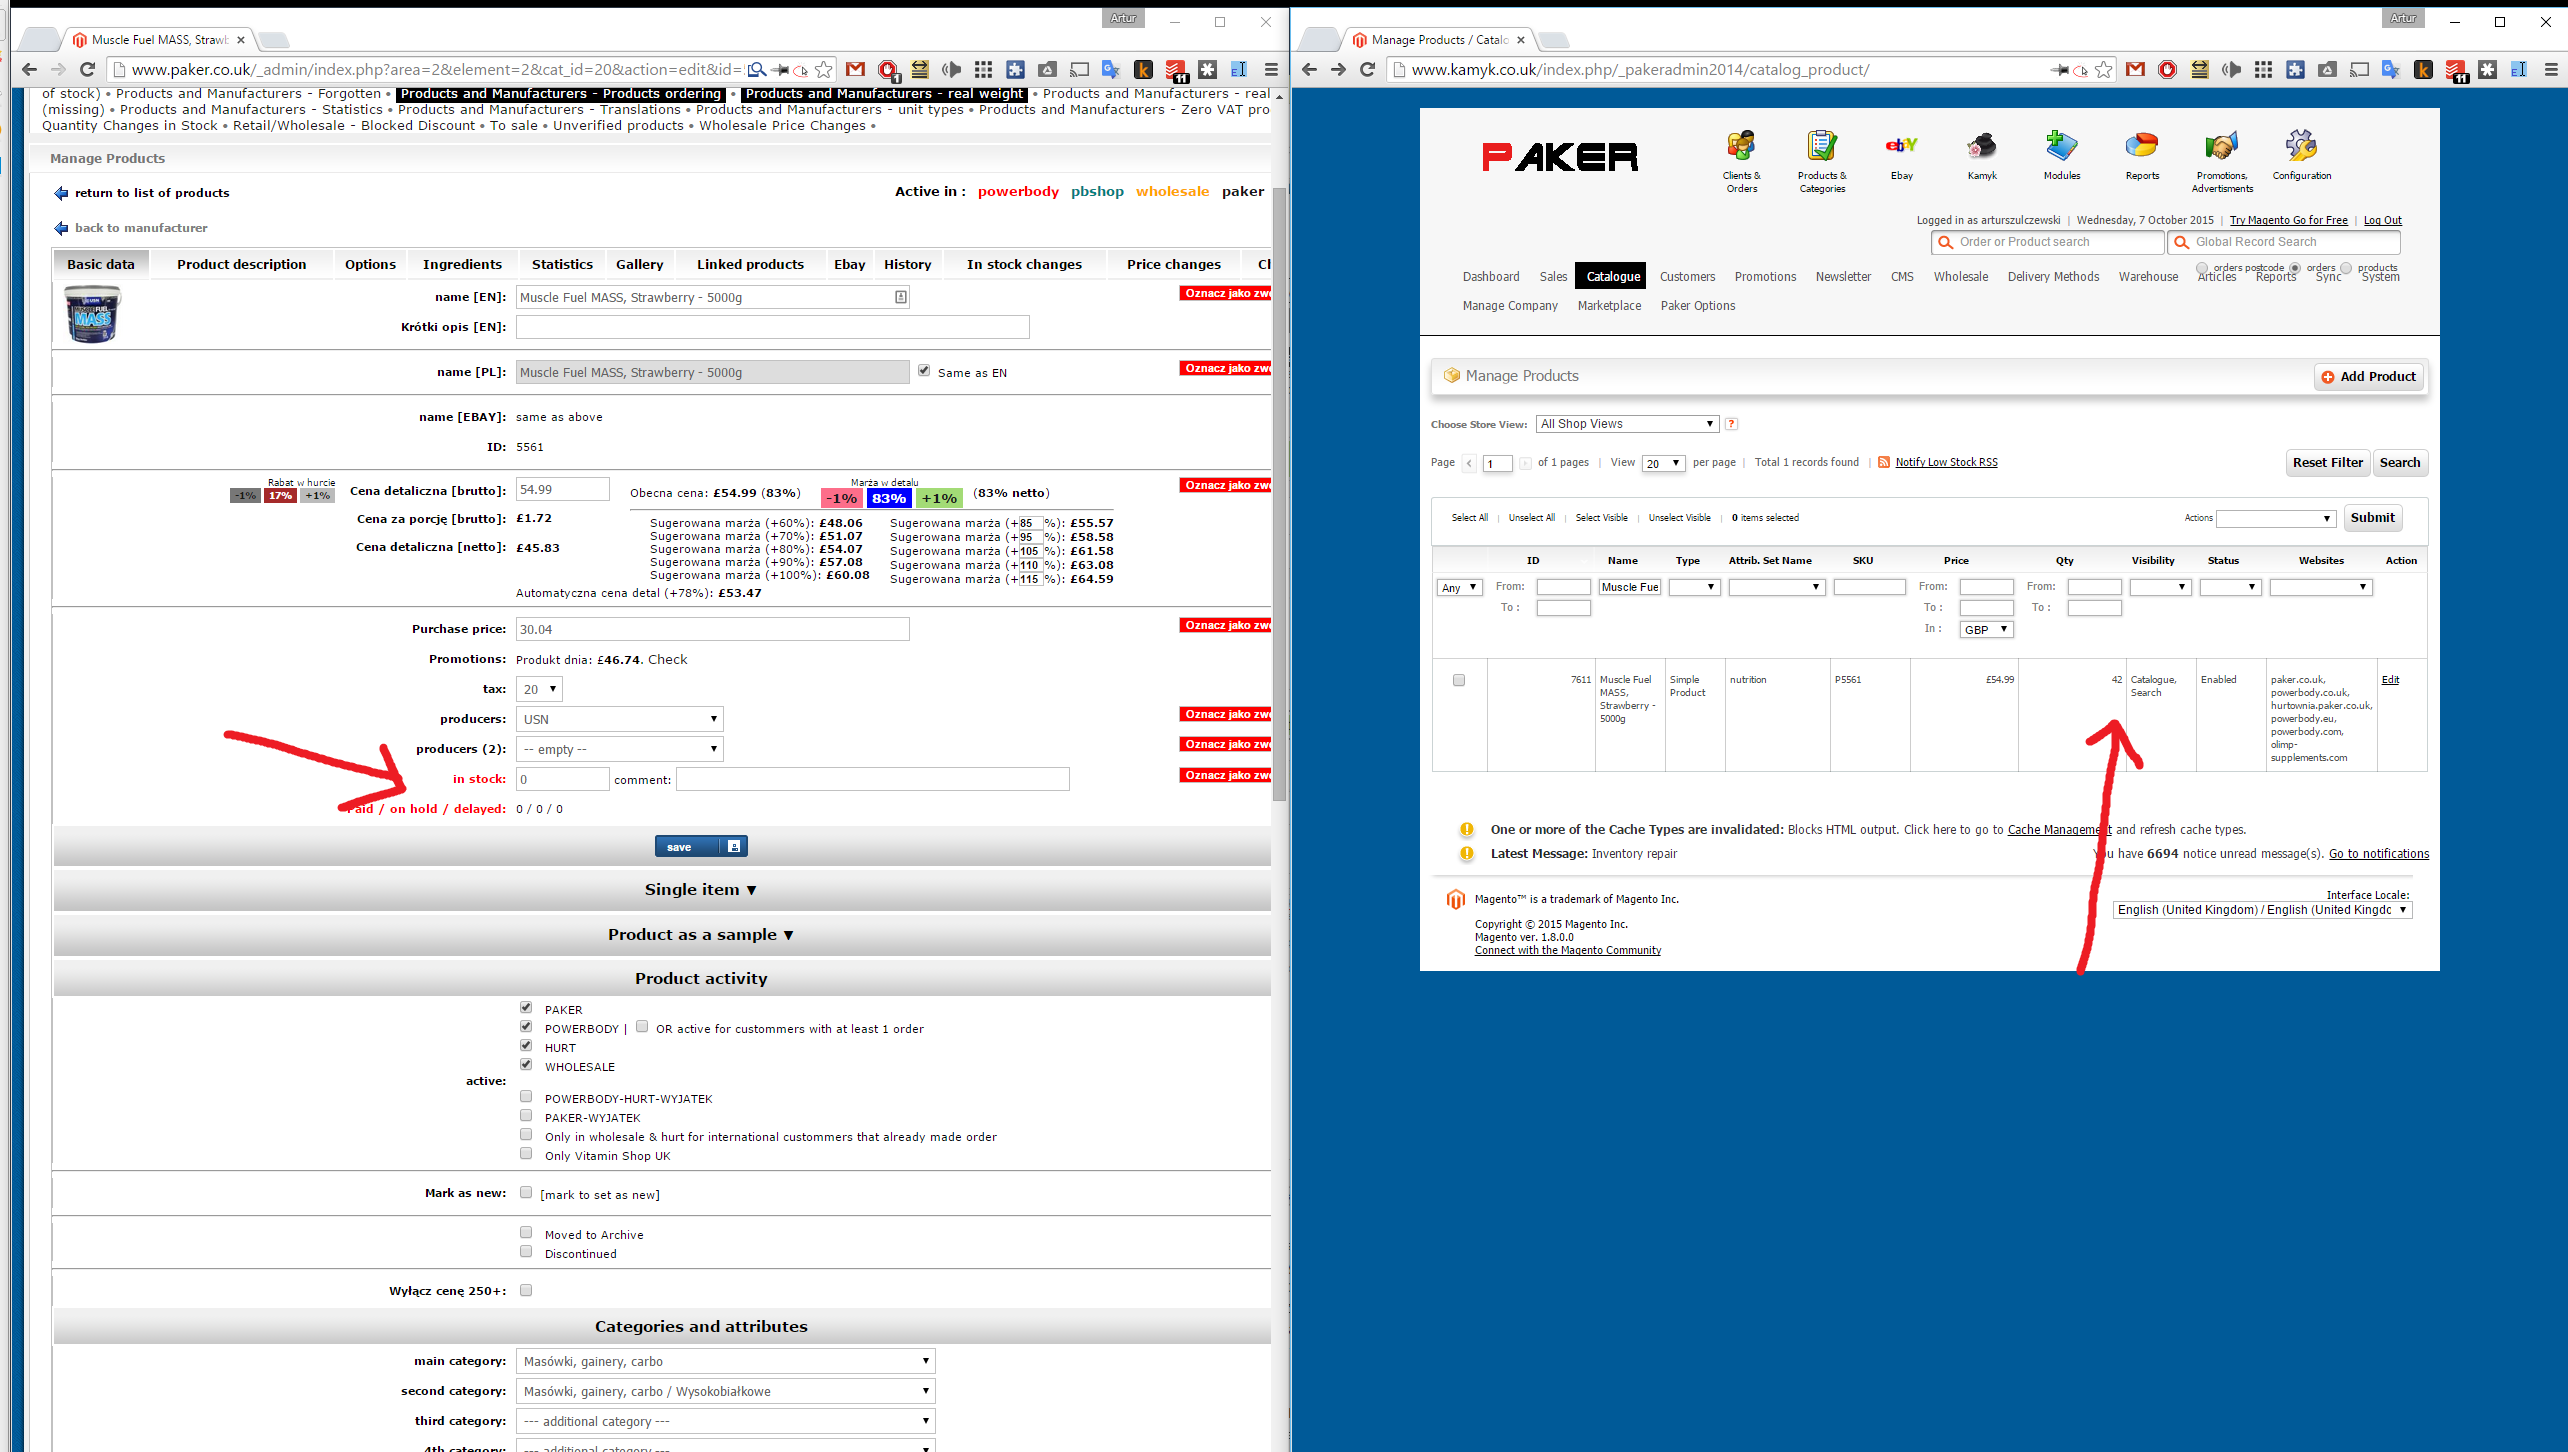 Artur
Muscle Fuel MASS, Strawb
www.paker.co.uk/_admin/index.php?area=2&element=2&cat_id=20&action=edit&id=
of stock) • Products and Manufacturers - Forgotten • Products and Manufacturers - Products ordering • Products and Manufacturers - real weight • Products and Manufacturers - real
(missing) • Products and Manufacturers - Statistics • Products and Manufacturers - Translations • Products and Manufacturers - unit types • Products and Manufacturers - Zero VAT pro
Quantity Changes in Stock • Retail/Wholesale - Blocked Discount • To sale • Unverified products • Wholesale Price Changes •
Manage Products
return to list of products
Active in : powerbody pbshop wholesale paker
back to manufacturer
Basic data Product description Options Ingredients Statistics Gallery Linked products Ebay History In stock changes Price changes Cl
name [EN]: Muscle Fuel MASS, Strawberry - 5000g Oznacz jako zwe
Krótki opis [EN]:
name [PL]: Muscle Fuel MASS, Strawberry - 5000g Same as EN Oznacz jako zwe
name [EBAY]: same as above
ID: 5561
Rabat w hurcie
-1% 17% +1%
Cena detaliczna [brutto]: 54.99 Obecna cena: £54.99 (83%)
Marża w detalu
-1% 83% +1% (83% netto) Oznacz jako zwe
Cena za porcję [brutto]: £1.72
Cena detaliczna [netto]: £45.83
Sugerowana marża (+60%): £48.06 Sugerowana marża (+85 %): £55.57
Sugerowana marża (+70%): £51.07 Sugerowana marża (+95 %): £58.58
Sugerowana marża (+80%): £54.07 Sugerowana marża (+105 %): £61.58
Sugerowana marża (+90%): £57.08 Sugerowana marża (+110 %): £63.08
Sugerowana marża (+100%): £60.08 Sugerowana marża (+115 %): £64.59
Automatyczna cena detal (+78%): £53.47
Purchase price: 30.04 Oznacz jako zwe
Promotions: Produkt dnia: £46.74. Check
tax: 20
producers: USN Oznacz jako zwe
producers (2): -- empty -- Oznacz jako zwe
in stock: 0 comment: Oznacz jako zwe
Paid / on hold / delayed: 0 / 0 / 0
save
Single item ▼
Product as a sample ▼
Product activity
active:
PAKER
POWERBODY | OR active for custommers with at least 1 order
HURT
WHOLESALE
POWERBODY-HURT-WYJATEK
PAKER-WYJATEK
Only in wholesale & hurt for international custommers that already made order
Only Vitamin Shop UK
Mark as new: [mark to set as new]
Moved to Archive
Discontinued
Wyłącz cenę 250+:
Categories and attributes
main category: Masówki, gainery, carbo
second category: Masówki, gainery, carbo / Wysokobiałkowe
third category: --- additional category ---
4th category: --- additional category ---
Artur
Manage Products / Catalo
www.kamyk.co.uk/index.php/_pakeradmin2014/catalog_product/
PAKER
Clients & Orders
Products & Categories
ebY
Ebay
Kamyk
Modules
Reports
Promotions, Advertisments
Configuration
Logged in as arturszulczewski | Wednesday, 7 October 2015 | Try Magento Go for Free | Log Out
Order or Product search Global Record Search
orders postcode orders products
Dashboard Sales Catalogue Customers Promotions Newsletter CMS Wholesale Delivery Methods Warehouse Articles Reports Sync System
Manage Company Marketplace Paker Options
Manage Products Add Product
Choose Store View: All Shop Views ?
Page 1 of 1 pages | View 20 per page | Total 1 records found | Notify Low Stock RSS Reset Filter Search
Select All | Unselect All | Select Visible | Unselect Visible | 0 items selected Actions Submit
ID Name Type Attrib. Set Name SKU Price Qty Visibility Status Websites Action
Any From: Muscle Fue From: From:
To : To : To :
In : GBP
7611 Muscle Fuel MASS, Strawberry - 5000g Simple Product nutrition P5561 £54.99 42 Catalogue, Search Enabled paker.co.uk, powerbody.co.uk, hurtownia.paker.co.uk, powerbody.eu, powerbody.com, olimp-supplements.com Edit
One or more of the Cache Types are invalidated: Blocks HTML output. Click here to go to Cache Management and refresh cache types.
Latest Message: Inventory repair You have 6694 notice unread message(s). Go to notifications
Magento™ is a trademark of Magento Inc.
Copyright © 2015 Magento Inc.
Magento ver. 1.8.0.0
Connect with the Magento Community
Interface Locale:
English (United Kingdom) / English (United Kingdo